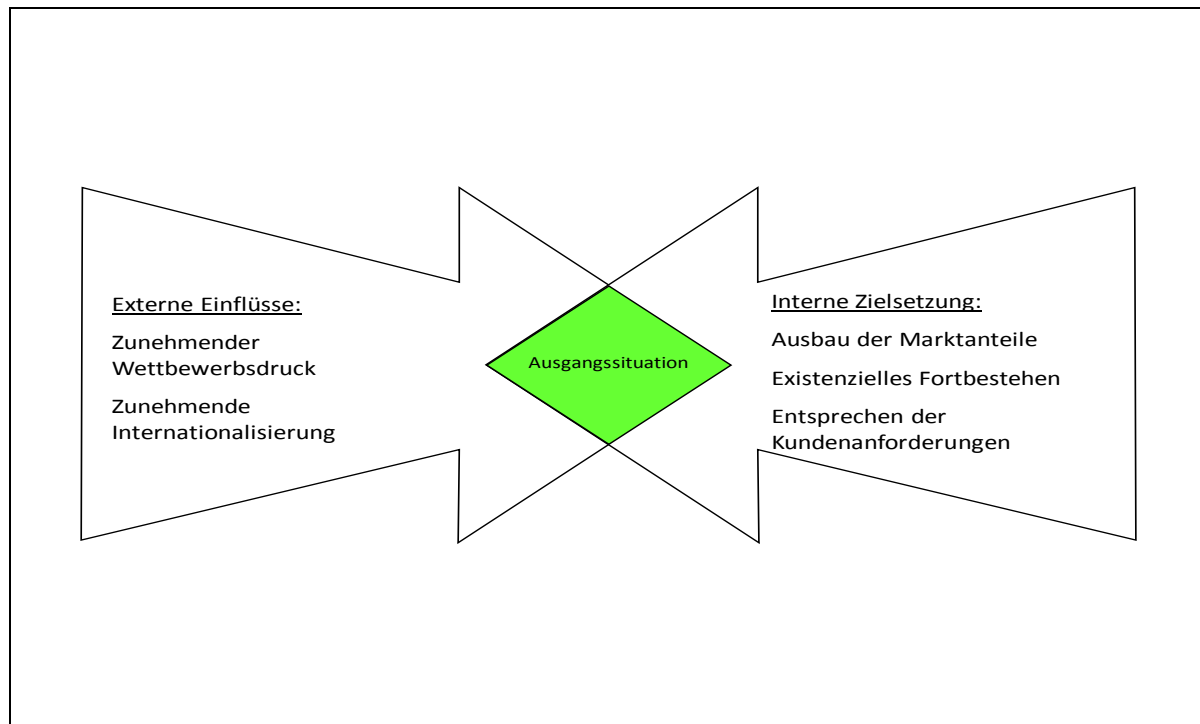 Externe Einflüsse:
Zunehmender
Wettbewerbsdruck
Zunehmende
Internationalisierung
Ausgangssituation
Interne Zielsetzung:
Ausbau der Marktanteile
Existenzielles Fortbestehen
Entsprechen der
Kundenanforderungen